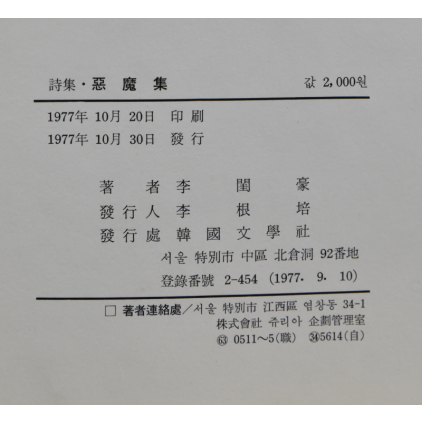 詩集·惡魔集 값 2,000원
1977年 10月 20日 印刷
1977年 10月 30日 發行
著者 李閏豪
發行人 李根培
發行處 韓國文學社
서울 特別市 中區 北倉洞 92番地
登錄番號 2-454 (1977. 9. 10)
□ 著者連絡處/서울 特別市 江西區 염창동 34-1
株式會社 쥬리아 企劃管理室
㊿ 0511~5(職) ㉞5614(自)